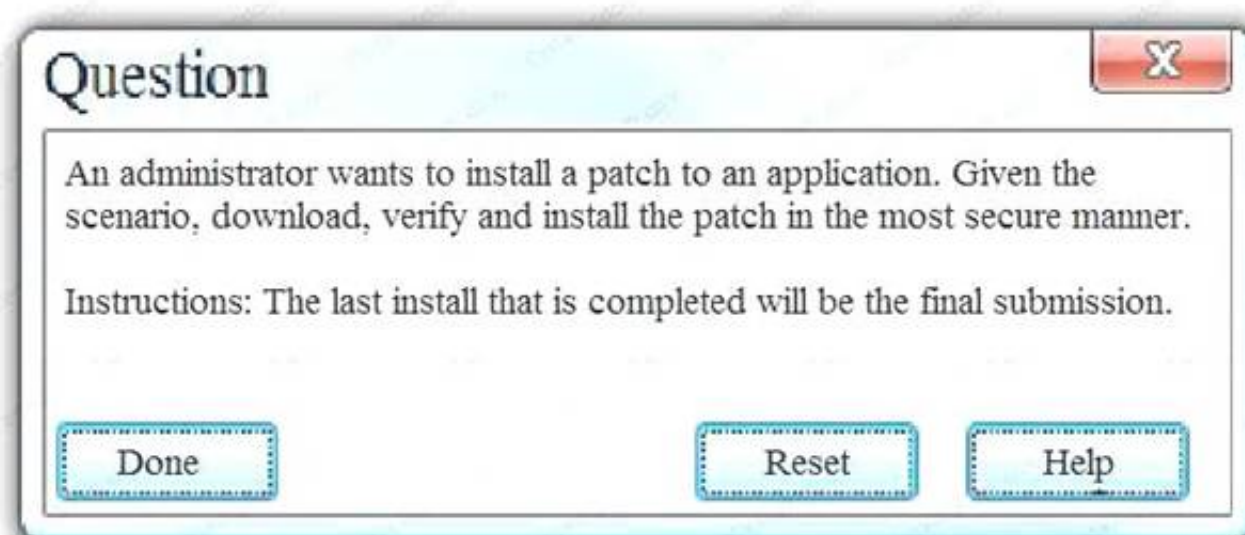 Question
X
An administrator wants to install a patch to an application. Given the
scenario, download, verify and install the patch in the most secure manner.
Instructions: The last install that is completed will be the final submission.
Done
Reset
Help